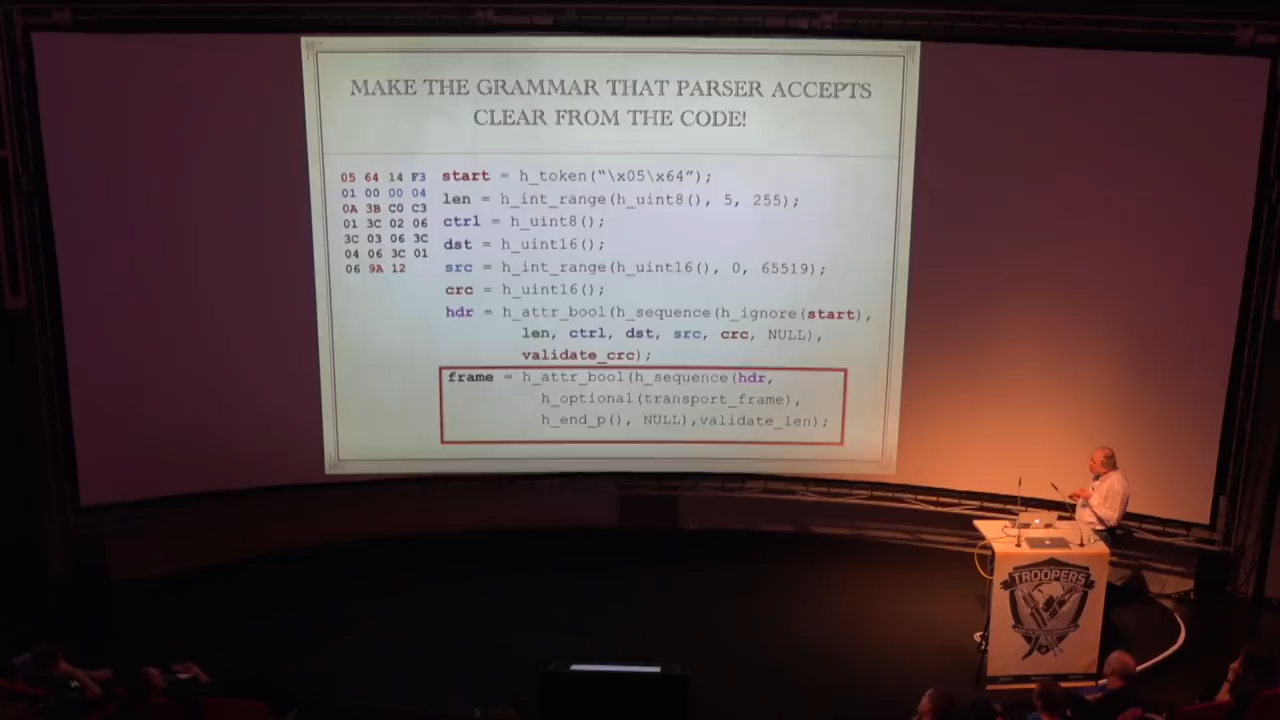 MAKE THE GRAMMAR THAT PARSER ACCEPTS
CLEAR FROM THE CODE!
05 64 14 F3
01 00 00 04
0A 3B C0 C3
01 3C 02 06
3C 03 06 3C
04 06 3C 01
06 9A 12
start = h_token("\x05\x64");
len = h_int_range(h_uint8(), 5, 255);
ctrl = h_uint8();
dst = h_uint16();
src = h_int_range(h_uint16(), 0, 65519);
crc = h_uint16();
hdr = h_attr_bool(h_sequence(h_ignore(start),
len, ctrl, dst, src, crc, NULL),
validate_crc);
frame = h_attr_bool(h_sequence(hdr,
h_optional(transport_frame),
h_end_p(), NULL),validate_len);
TROOPERS